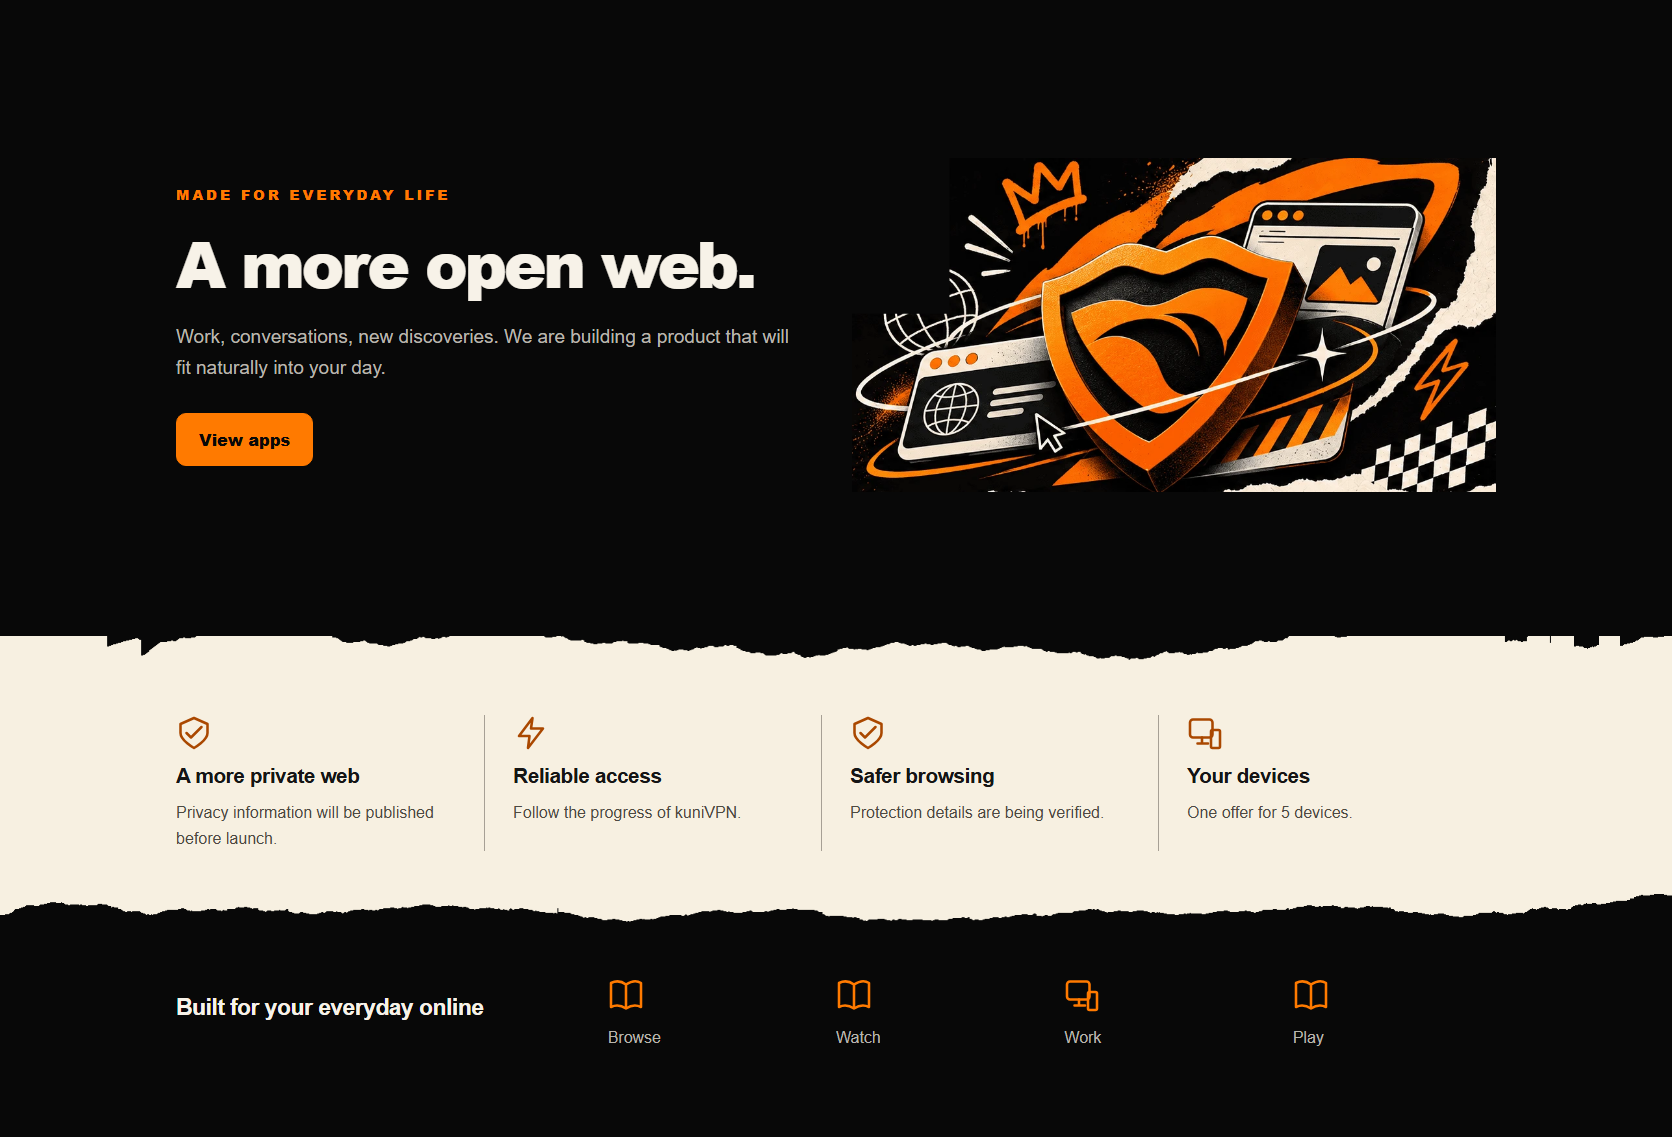 MADE FOR EVERYDAY LIFE
A more open web.
Work, conversations, new discoveries. We are building a product that will
fit naturally into your day.
View apps
A more private web
Privacy information will be published
before launch.
Reliable access
Follow the progress of kuniVPN.
Safer browsing
Protection details are being verified.
Your devices
One offer for 5 devices.
Built for your everyday online
Browse
Watch
Work
Play